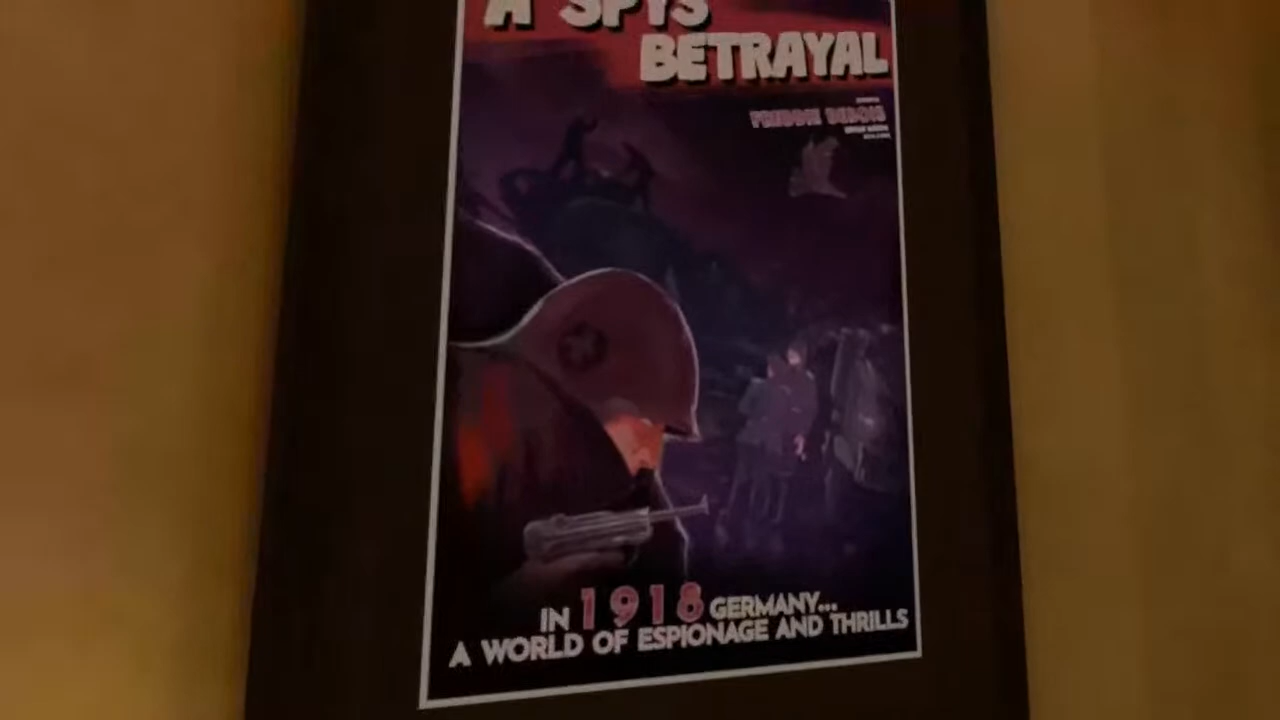 A SPYS
BETRAYAL
IN 1918 GERMANY...
A WORLD OF ESPIONAGE AND THRILLS